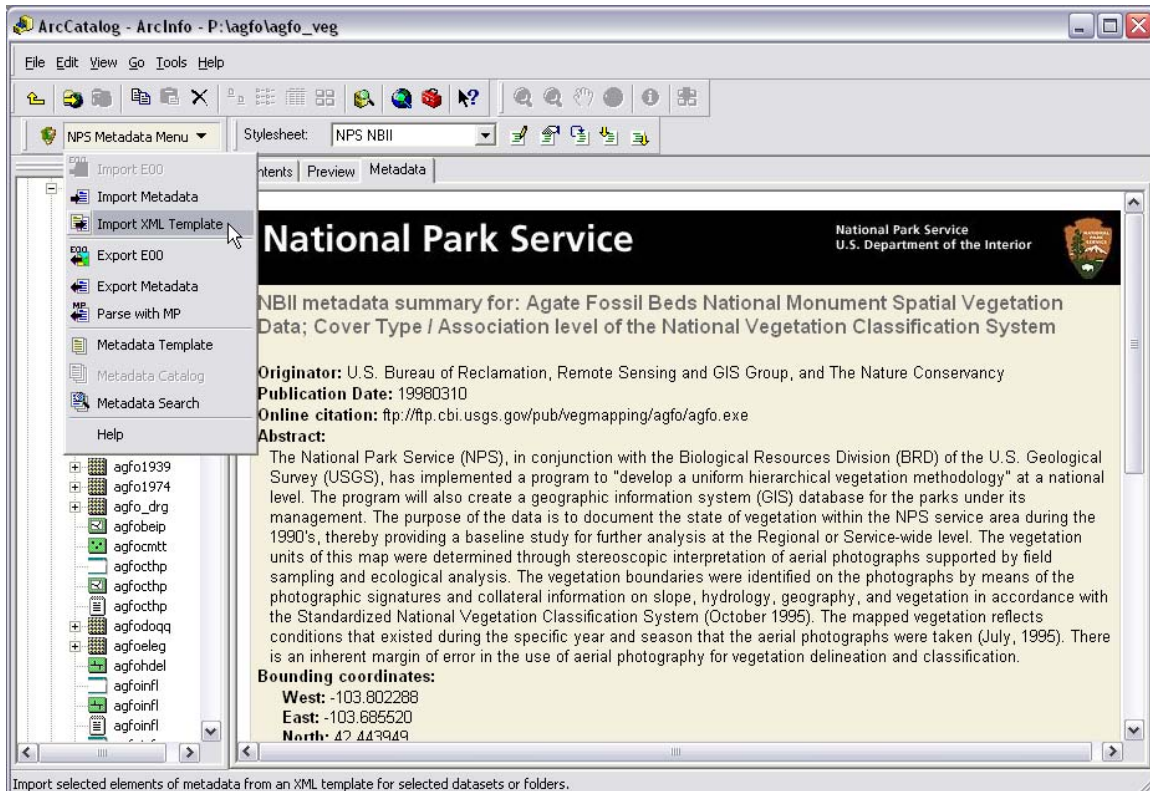 ArcCatalog - ArcInfo - P:\agfo\agfo_veg
File Edit View Go Tools Help
NPS Metadata Menu
Stylesheet: NPS NBII
Import E00
Import Metadata
Import XML Template
Export E00
Export Metadata
Parse with MP
Metadata Template
Metadata Catalog
Metadata Search
Help
agfo1939
agfo1974
agfo_drg
agfobeip
agfocmtt
agfocthp
agfocthp
agfocthp
agfodoqq
agfoeleg
agfohdel
agfoinfl
agfoinfl
agfoinfl
ntents Preview Metadata
National Park Service
National Park Service
U.S. Department of the Interior
NBII metadata summary for: Agate Fossil Beds National Monument Spatial Vegetation
Data; Cover Type / Association level of the National Vegetation Classification System
Originator: U.S. Bureau of Reclamation, Remote Sensing and GIS Group, and The Nature Conservancy
Publication Date: 19980310
Online citation: ftp://ftp.cbi.usgs.gov/pub/vegmapping/agfo/agfo.exe
Abstract:
The National Park Service (NPS), in conjunction with the Biological Resources Division (BRD) of the U.S. Geological
Survey (USGS), has implemented a program to "develop a uniform hierarchical vegetation methodology" at a national
level. The program will also create a geographic information system (GIS) database for the parks under its
management. The purpose of the data is to document the state of vegetation within the NPS service area during the
1990's, thereby providing a baseline study for further analysis at the Regional or Service-wide level. The vegetation
units of this map were determined through stereoscopic interpretation of aerial photographs supported by field
sampling and ecological analysis. The vegetation boundaries were identified on the photographs by means of the
photographic signatures and collateral information on slope, hydrology, geography, and vegetation in accordance with
the Standardized National Vegetation Classification System (October 1995). The mapped vegetation reflects
conditions that existed during the specific year and season that the aerial photographs were taken (July, 1995). There
is an inherent margin of error in the use of aerial photography for vegetation delineation and classification.
Bounding coordinates:
West: -103.802288
East: -103.685520
North: 42.443949
Import selected elements of metadata from an XML template for selected datasets or folders.